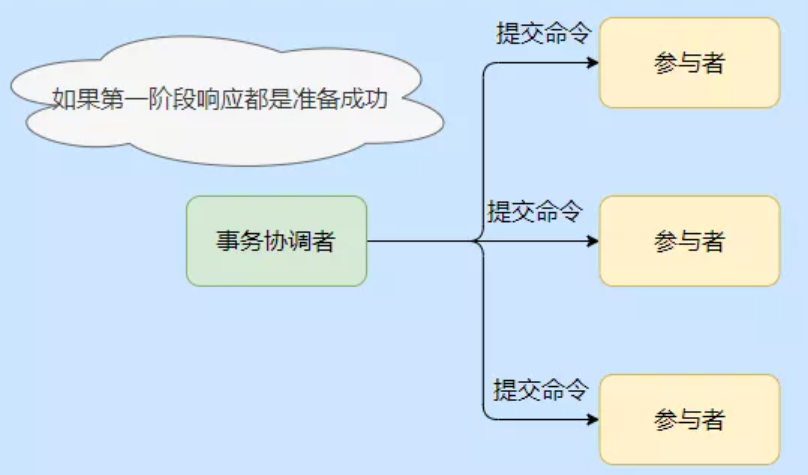 提交命令
参与者
如果第一阶段响应都是准备成功
提交命令
事务协调者
参与者
提交命令
参与者